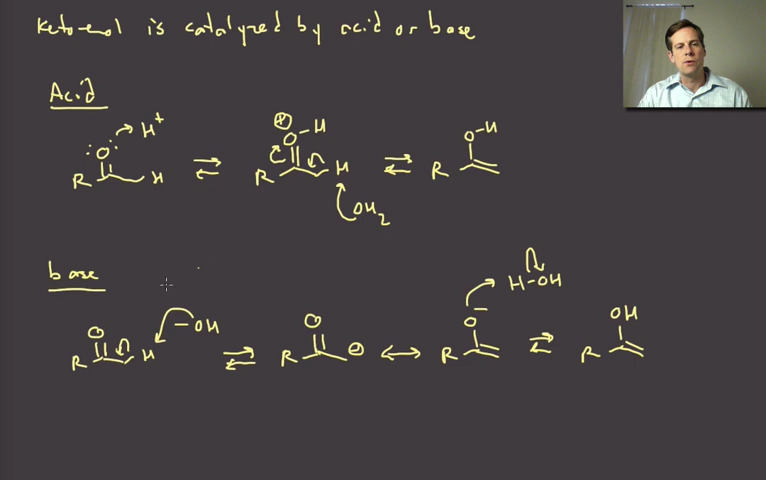 Keto-enol is catalyzed by acid or base
Acid
:O: H+ ⊕ O-H O-H
R H ⇌ R H ⇌ R
OH2
base
H-OH
O -OH O O- OH
R H ⇌ R ⊖ ↔ R ⇌ R